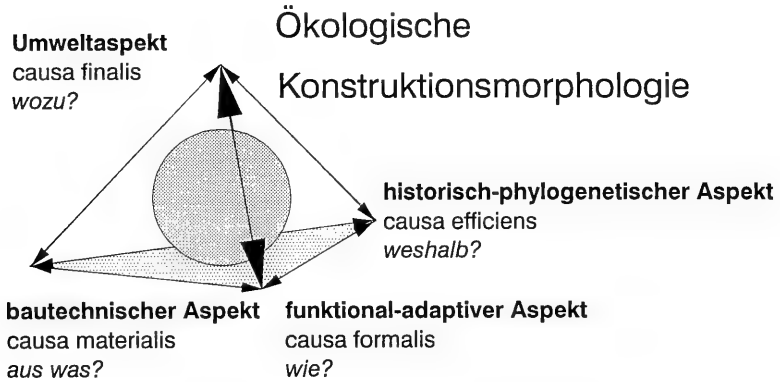 Ökologische
Konstruktionsmorphologie
Umweltaspekt
causa finalis
wozu?
historisch-phylogenetischer Aspekt
causa efficiens
weshalb?
bautechnischer Aspekt
causa materialis
aus was?
funktional-adaptiver Aspekt
causa formalis
wie?